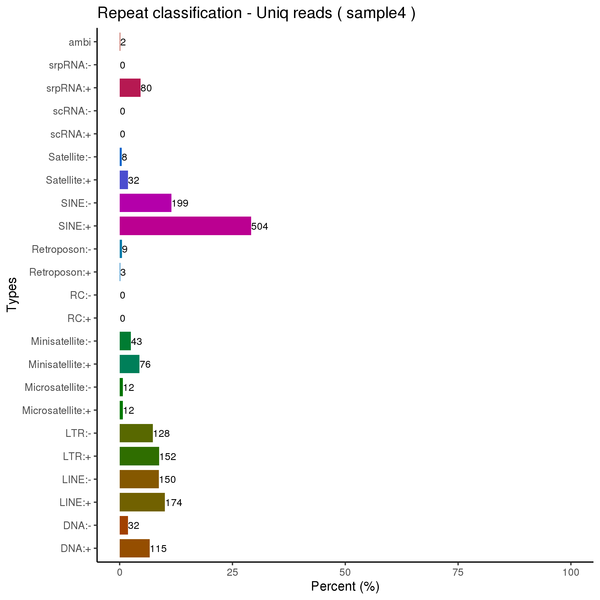 Repeat classification - Uniq reads ( sample4 )
Types
ambi 2
srpRNA:- 0
srpRNA:+ 80
scRNA:- 0
scRNA:+ 0
Satellite:- 8
Satellite:+ 32
SINE:- 199
SINE:+ 504
Retroposon:- 9
Retroposon:+ 3
RC:- 0
RC:+ 0
Minisatellite:- 43
Minisatellite:+ 76
Microsatellite:- 12
Microsatellite:+ 12
LTR:- 128
LTR:+ 152
LINE:- 150
LINE:+ 174
DNA:- 32
DNA:+ 115
0 25 50 75 100
Percent (%)